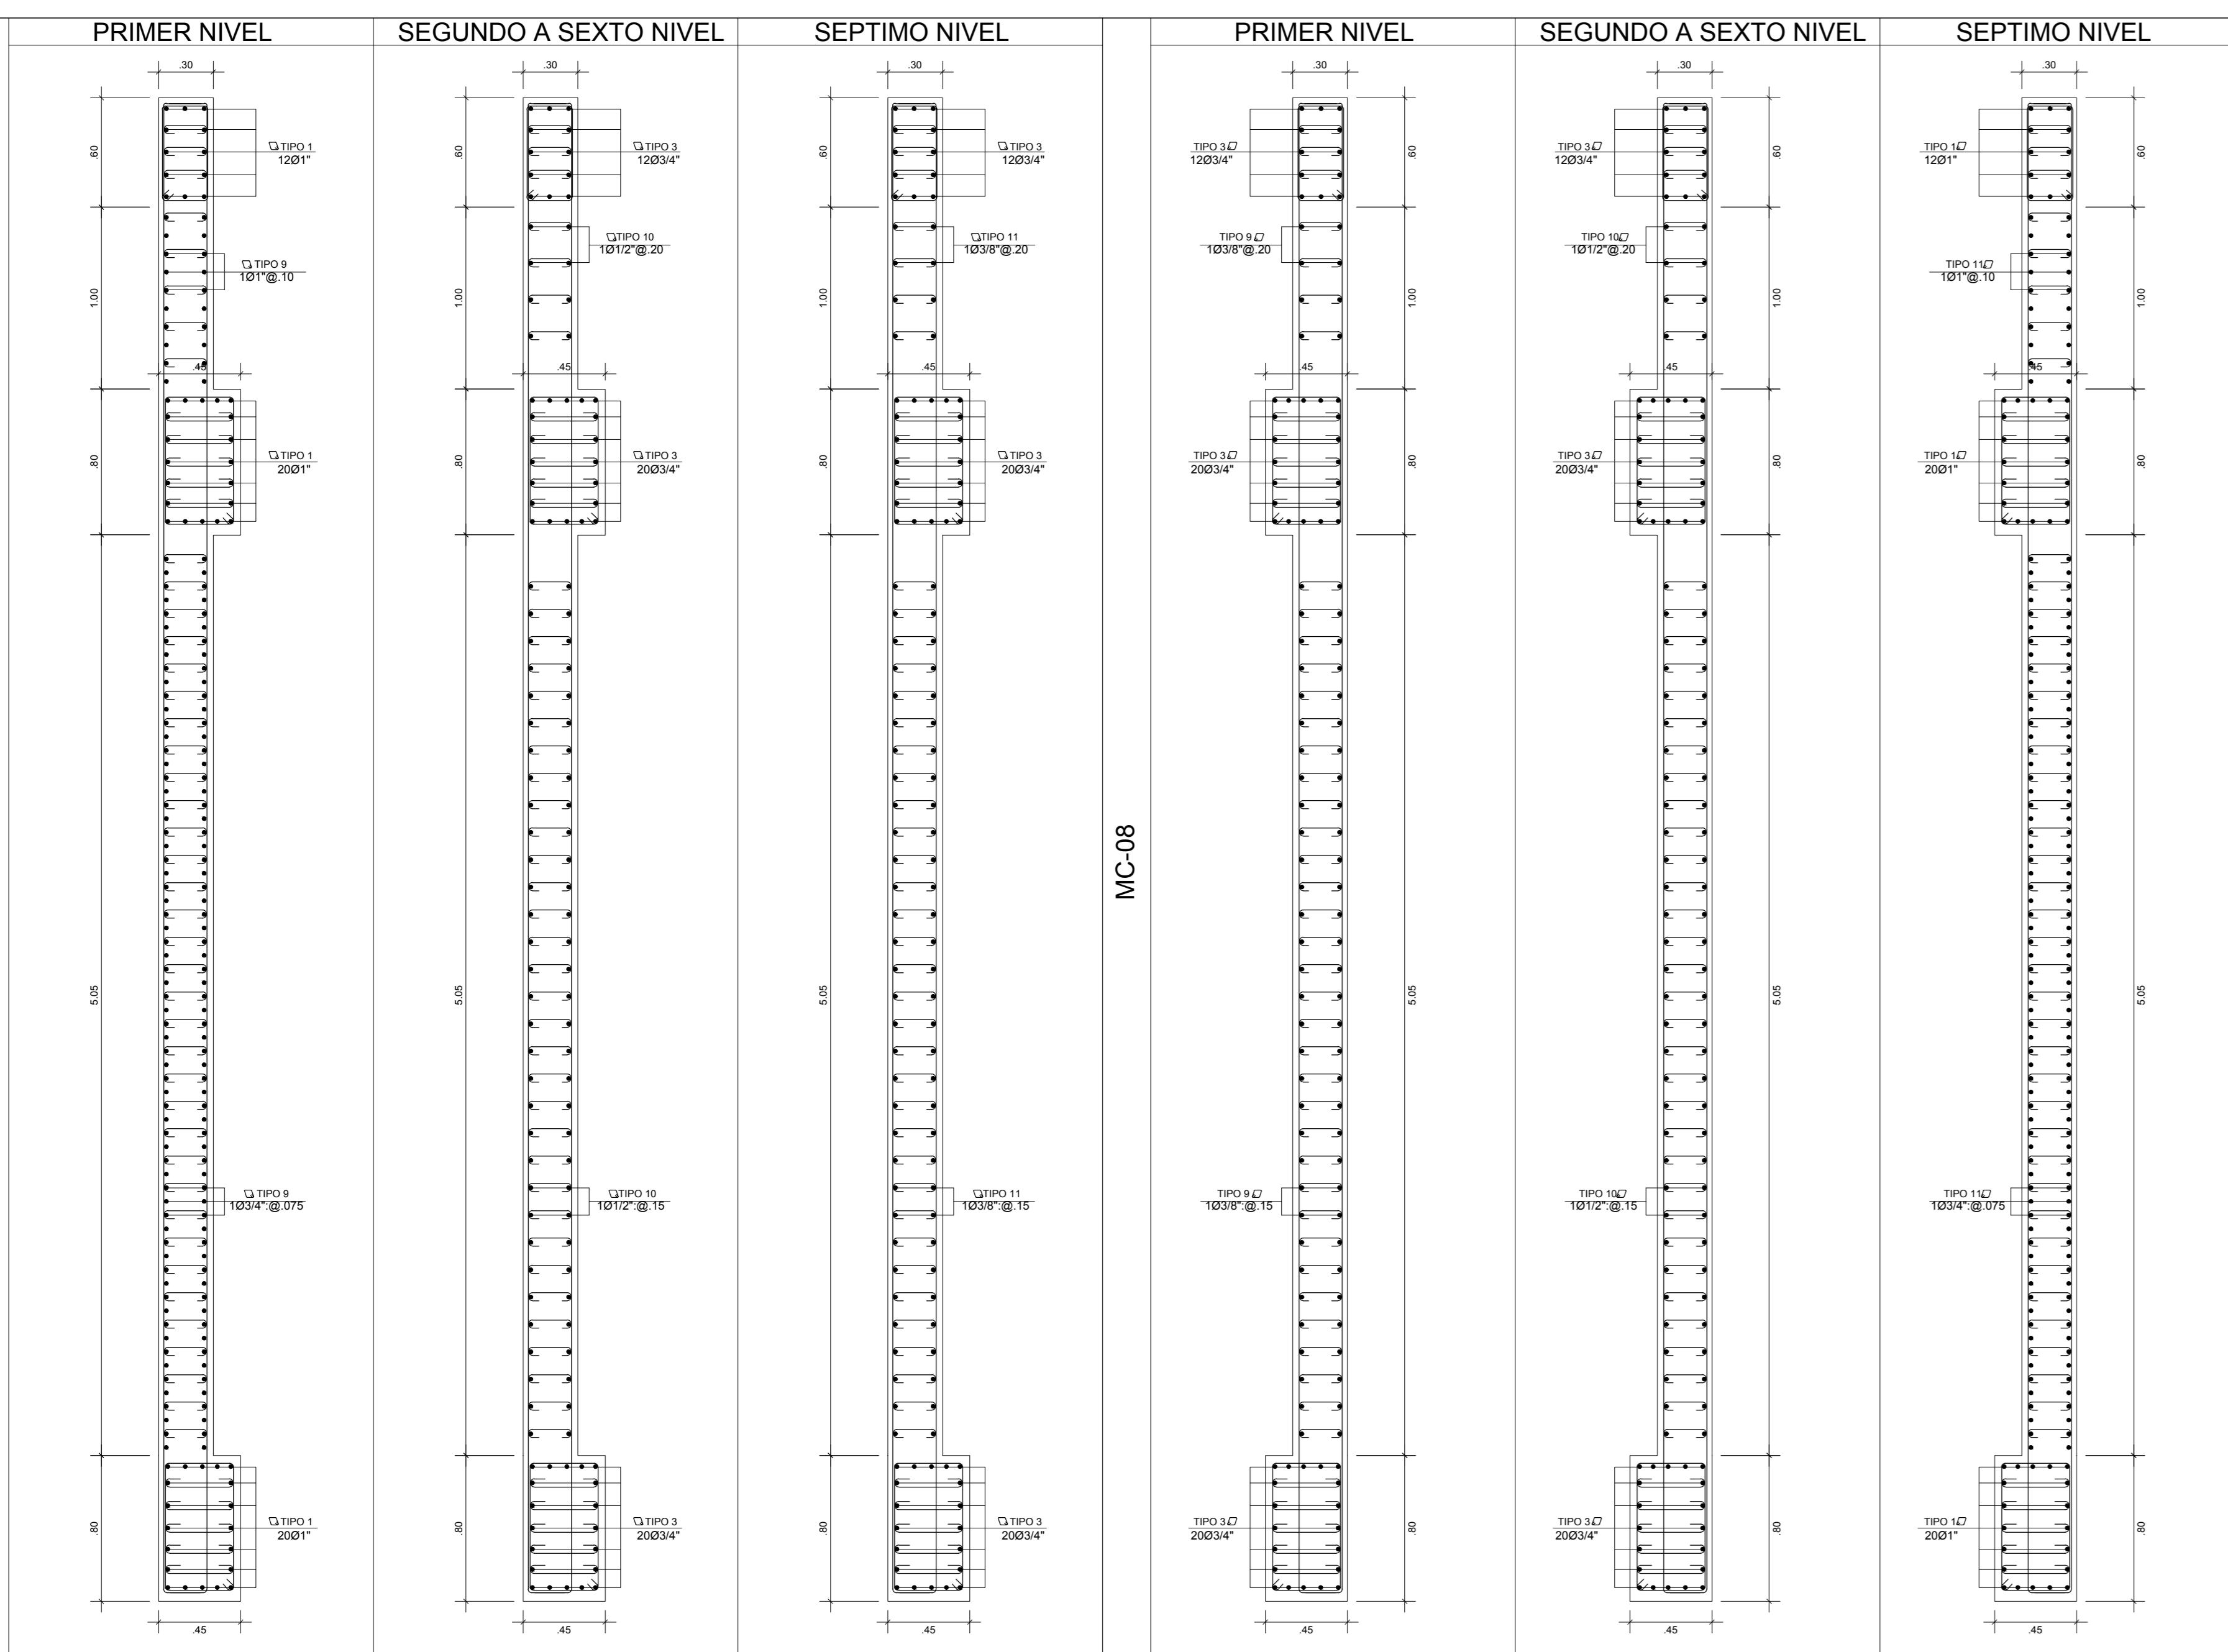 PRIMER NIVEL
SEGUNDO A SEXTO NIVEL
SEPTIMO NIVEL
PRIMER NIVEL
SEGUNDO A SEXTO NIVEL
SEPTIMO NIVEL
.30
.30
.30
.30
.30
.30
.60
TIPO 1
12Ø1"
.60
TIPO 3
12Ø3/4"
.60
TIPO 3
12Ø3/4"
TIPO 3
12Ø3/4"
.60
TIPO 3
12Ø3/4"
.60
TIPO 1
12Ø1"
.60
1.00
TIPO 9
1Ø1"@.10
1.00
TIPO 10
1Ø1/2"@.20
1.00
TIPO 11
1Ø3/8"@.20
TIPO 9
1Ø3/8"@.20
1.00
TIPO 10
1Ø1/2"@.20
1.00
TIPO 11
1Ø1"@.10
1.00
.45
.45
.45
.45
.45
.45
.80
TIPO 1
20Ø1"
.80
TIPO 3
20Ø3/4"
.80
TIPO 3
20Ø3/4"
TIPO 3
20Ø3/4"
.80
TIPO 3
20Ø3/4"
.80
TIPO 1
20Ø1"
.80
MC-08
5.05
5.05
5.05
5.05
5.05
5.05
TIPO 9
1Ø3/4":@.075
TIPO 10
1Ø1/2":@.15
TIPO 11
1Ø3/8":@.15
TIPO 9
1Ø3/8":@.15
TIPO 10
1Ø1/2":@.15
TIPO 11
1Ø3/4":@.075
.80
TIPO 1
20Ø1"
.80
TIPO 3
20Ø3/4"
.80
TIPO 3
20Ø3/4"
TIPO 3
20Ø3/4"
.80
TIPO 3
20Ø3/4"
.80
TIPO 1
20Ø1"
.80
.45
.45
.45
.45
.45
.45